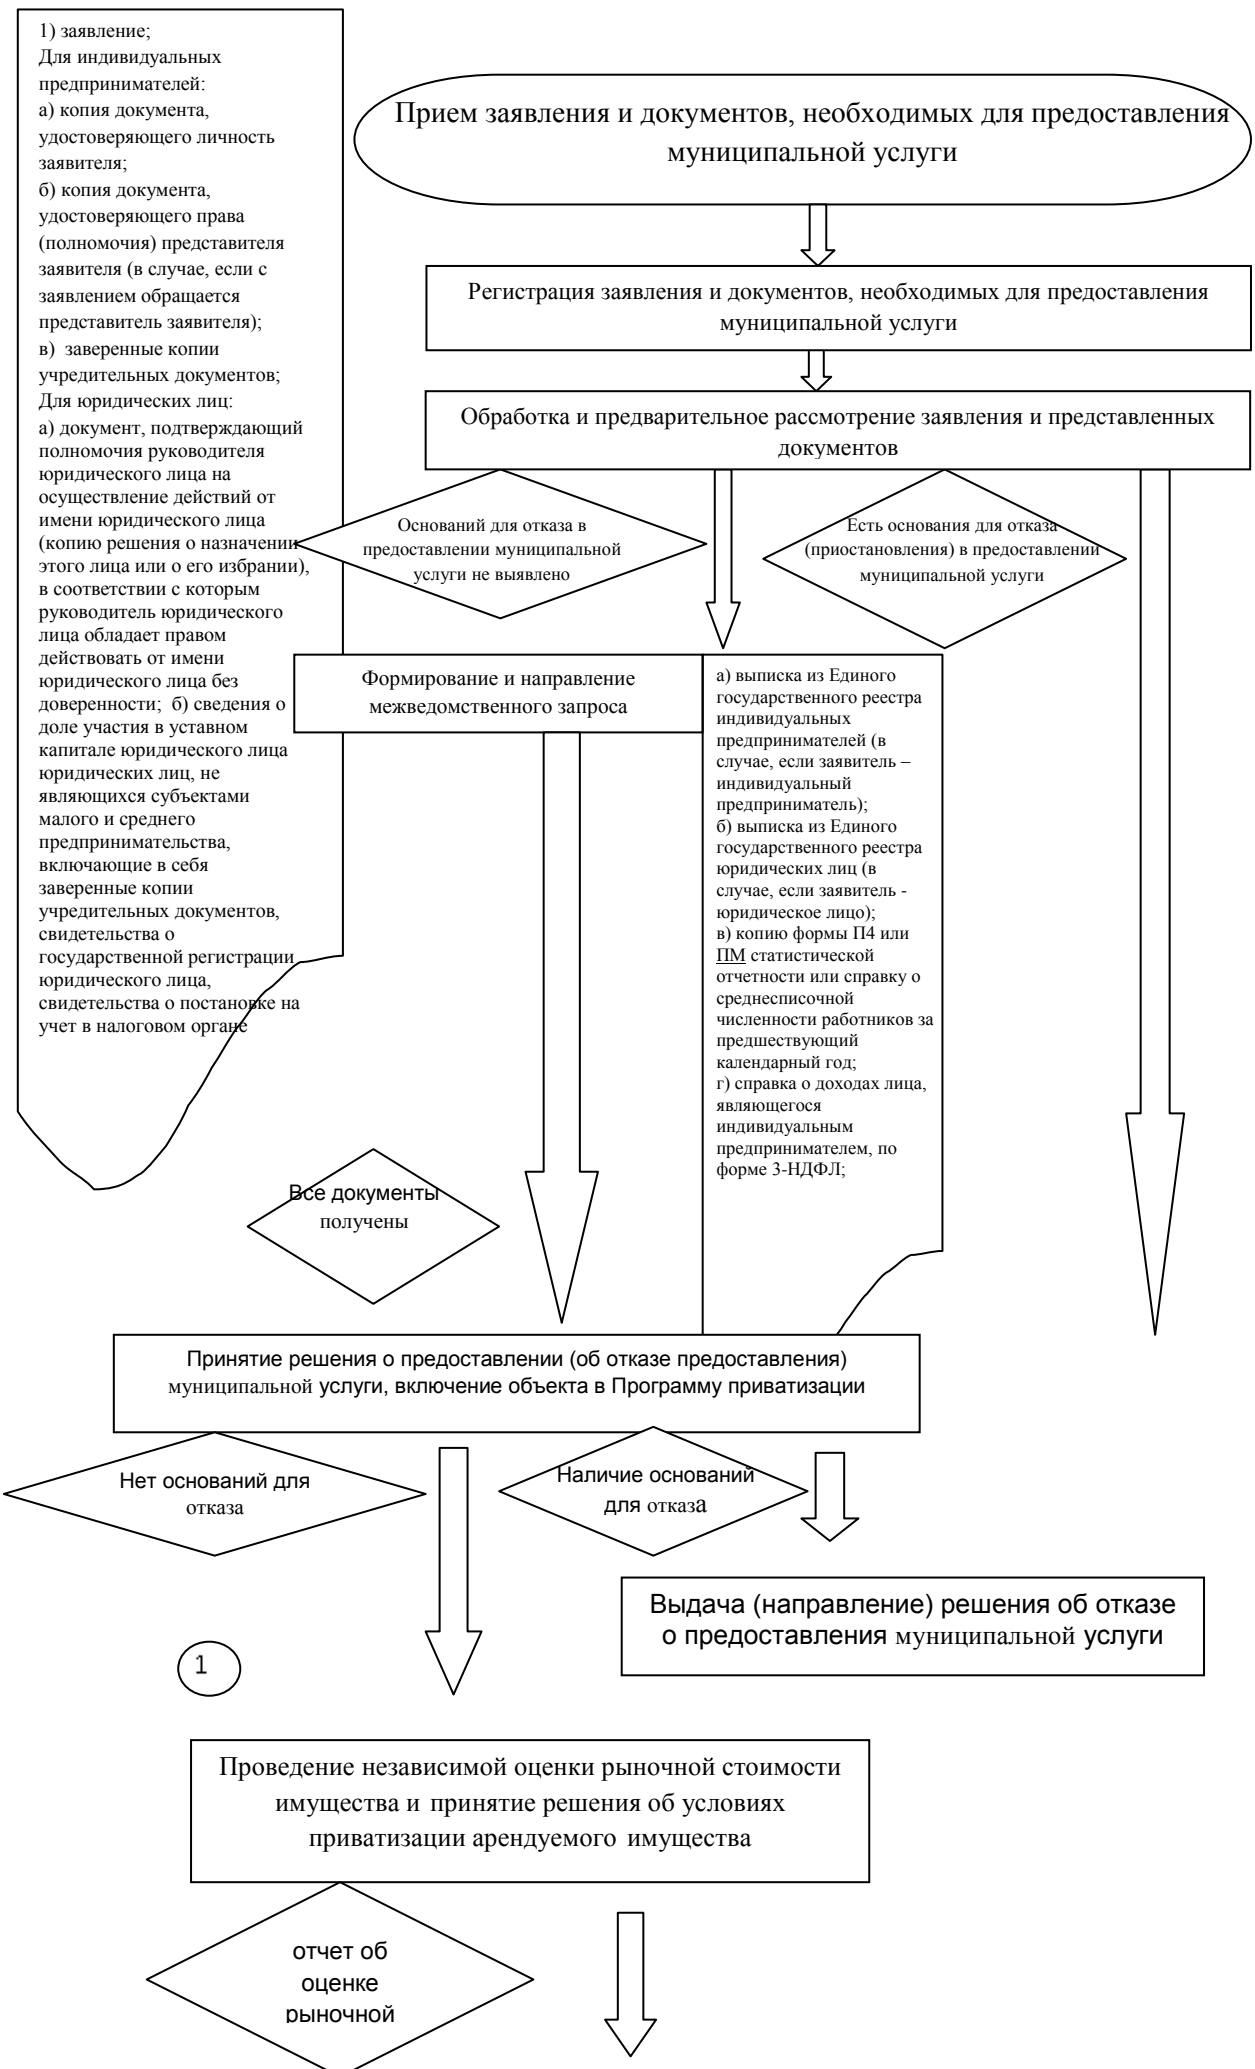 1) заявление;
Для индивидуальных
предпринимателей:
а) копия документа,
удостоверяющего личность
заявителя;
б) копия документа,
удостоверяющего права
(полномочия) представителя
заявителя (в случае, если с
заявлением обращается
представитель заявителя);
в) заверенные копии
учредительных документов;
Для юридических лиц:
а) документ, подтверждающий
полномочия руководителя
юридического лица на
осуществление действий от
имени юридического лица
(копию решения о назначении
этого лица или о его избрании),
в соответствии с которым
руководитель юридического
лица обладает правом
действовать от имени
юридического лица без
доверенности; б) сведения о
доле участия в уставном
капитале юридического лица
юридических лиц, не
являющихся субъектами
малого и среднего
предпринимательства,
включающие в себя
заверенные копии
учредительных документов,
свидетельства о
государственной регистрации
юридического лица,
свидетельства о постановке на
учет в налоговом органе
Прием заявления и документов, необходимых для предоставления
муниципальной услуги
Регистрация заявления и документов, необходимых для предоставления
муниципальной услуги
Обработка и предварительное рассмотрение заявления и представленных
документов
Оснований для отказа в
предоставлении муниципальной
услуги не выявлено
Есть основания для отказа
(приостановления) в предоставлении
муниципальной услуги
Формирование и направление
межведомственного запроса
а) выписка из Единого
государственного реестра
индивидуальных
предпринимателей (в
случае, если заявитель –
индивидуальный
предприниматель);
б) выписка из Единого
государственного реестра
юридических лиц (в
случае, если заявитель -
юридическое лицо);
в) копию формы П4 или
ПМ статистической
отчетности или справку о
среднесписочной
численности работников за
предшествующий
календарный год;
г) справка о доходах лица,
являющегося
индивидуальным
предпринимателем, по
форме 3-НДФЛ;
Все документы
получены
Принятие решения о предоставлении (об отказе предоставления)
муниципальной услуги, включение объекта в Программу приватизации
Нет оснований для
отказа
Наличие оснований
для отказа
Выдача (направление) решения об отказе
о предоставления муниципальной услуги
1
Проведение независимой оценки рыночной стоимости
имущества и принятие решения об условиях
приватизации арендуемого имущества
отчет об
оценке
рыночной